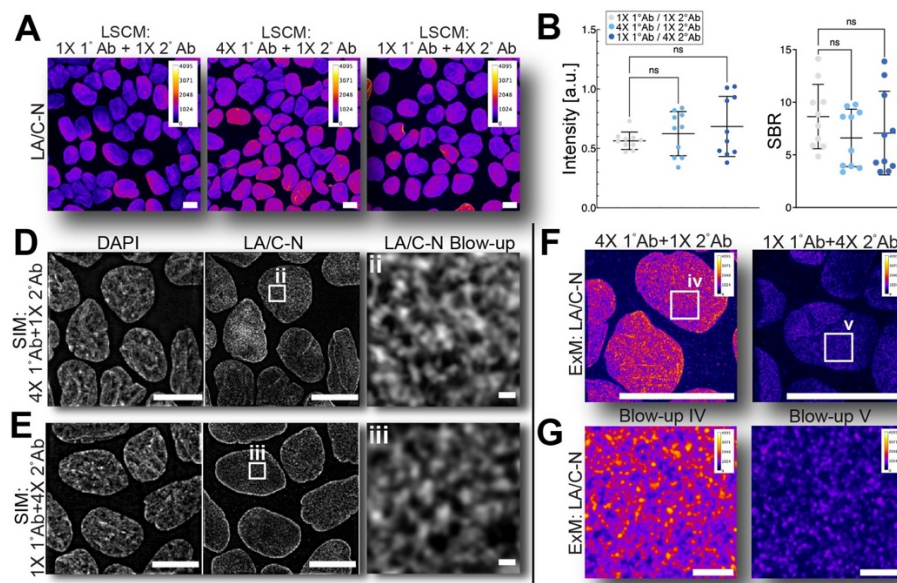 A
LSCM:
1X 1° Ab + 1X 2° Ab
LSCM:
4X 1° Ab + 1X 2° Ab
LSCM:
1X 1° Ab + 4X 2° Ab
LA/C-N
4095
3071
2048
1024
0
4095
3071
2048
1024
0
4095
3071
2048
1024
0
B
1X 1°Ab / 1X 2°Ab
4X 1°Ab / 1X 2°Ab
1X 1°Ab / 4X 2°Ab
Intensity [a.u.]
1.5
1.0
0.5
0.0
ns
ns
SBR
15
10
5
0
ns
ns
D
DAPI
LA/C-N
LA/C-N Blow-up
SIM:
4X 1°Ab+1X 2°Ab
ii
ii
E
SIM:
1X 1°Ab+4X 2°Ab
iii
iii
F
4X 1°Ab+1X 2°Ab
1X 1°Ab+4X 2°Ab
ExM: LA/C-N
iv
v
G
Blow-up IV
Blow-up V
ExM: LA/C-N